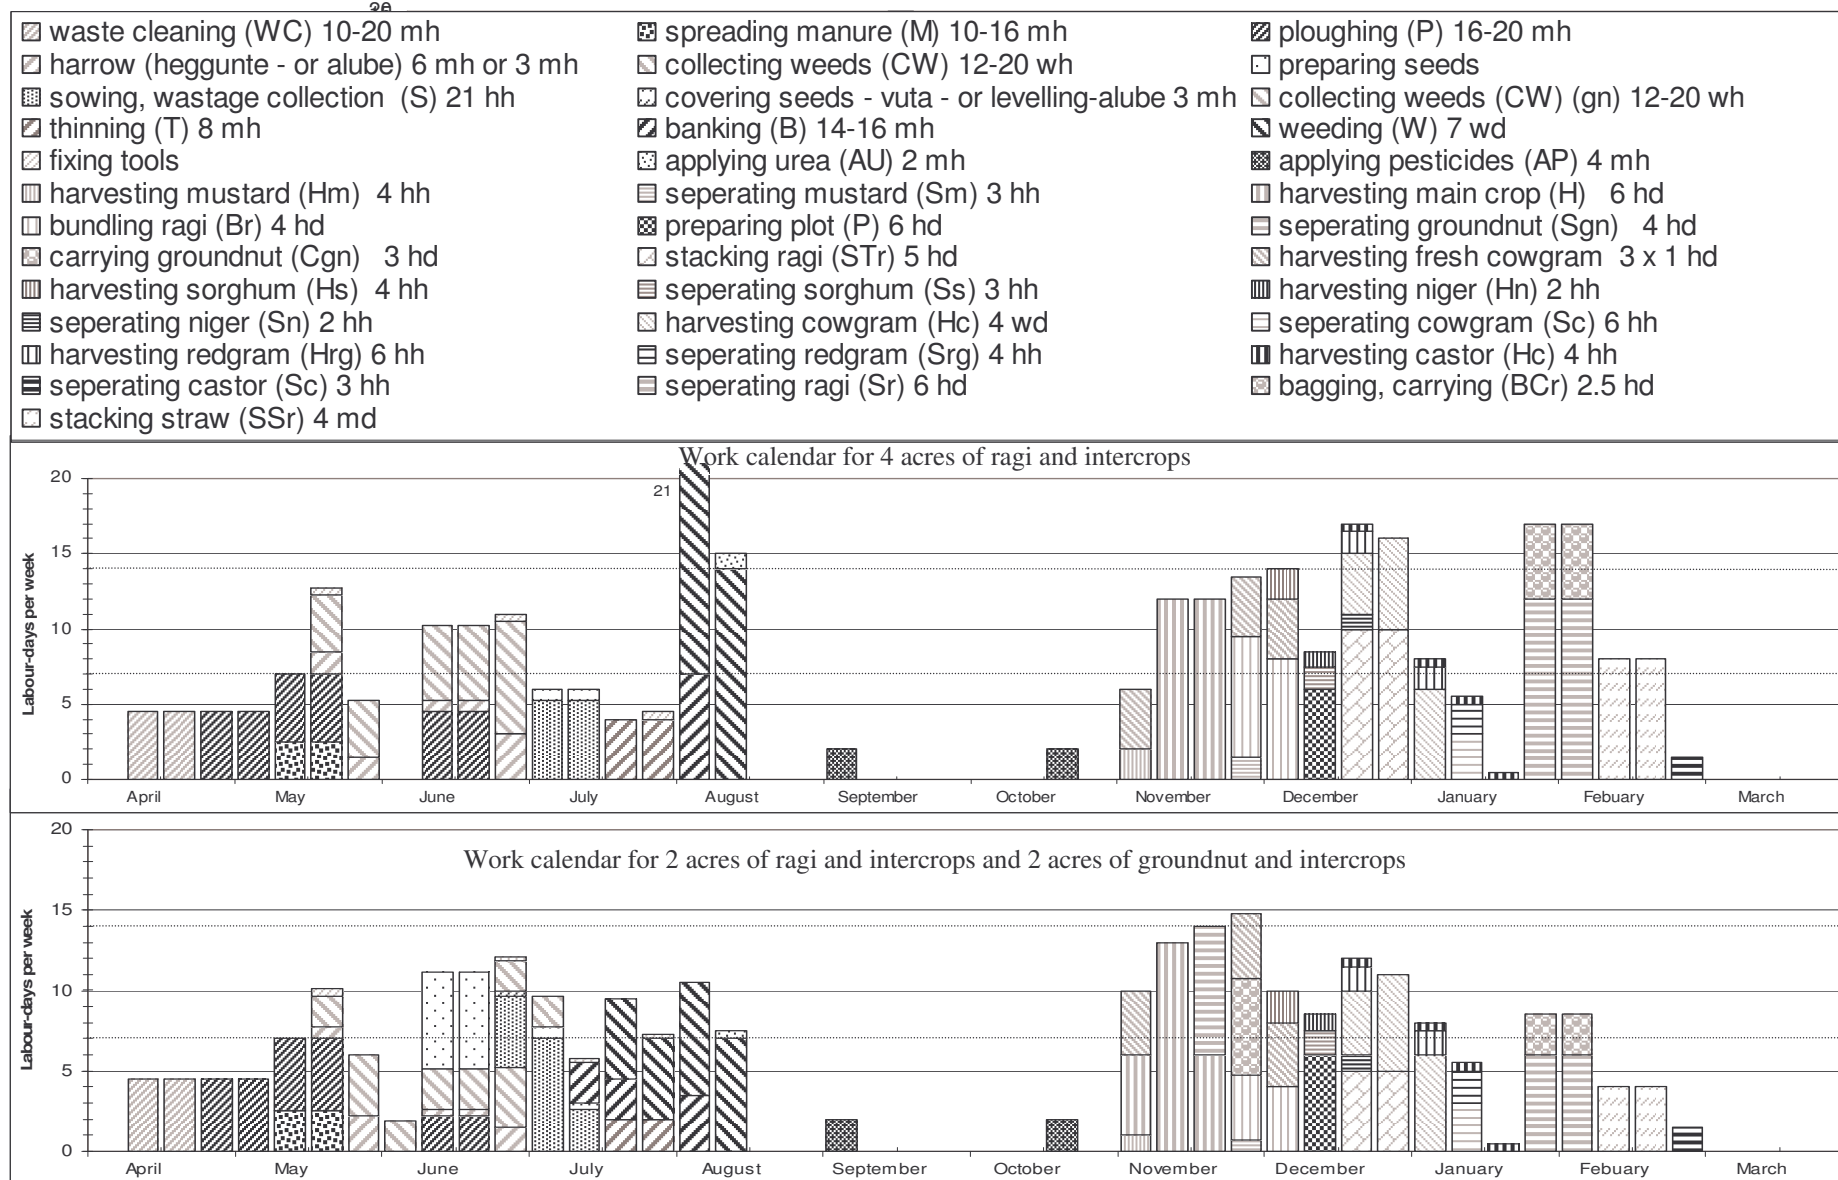 waste cleaning (WC) 10-20 mh
spreading manure (M) 10-16 mh
ploughing (P) 16-20 mh
harrow (heggunte - or alube) 6 mh or 3 mh
collecting weeds (CW) 12-20 wh
preparing seeds
sowing, wastage collection (S) 21 hh
covering seeds - vuta - or levelling-alube 3 mh
collecting weeds (CW) (gn) 12-20 wh
thinning (T) 8 mh
banking (B) 14-16 mh
weeding (W) 7 wd
fixing tools
applying urea (AU) 2 mh
applying pesticides (AP) 4 mh
harvesting mustard (Hm) 4 hh
seperating mustard (Sm) 3 hh
harvesting main crop (H) 6 hd
bundling ragi (Br) 4 hd
preparing plot (P) 6 hd
seperating groundnut (Sgn) 4 hd
carrying groundnut (Cgn) 3 hd
stacking ragi (STr) 5 hd
harvesting fresh cowgram 3 x 1 hd
harvesting sorghum (Hs) 4 hh
seperating sorghum (Ss) 3 hh
harvesting niger (Hn) 2 hh
seperating niger (Sn) 2 hh
harvesting cowgram (Hc) 4 wd
seperating cowgram (Sc) 6 hh
harvesting redgram (Hrg) 6 hh
seperating redgram (Srg) 4 hh
harvesting castor (Hc) 4 hh
seperating castor (Sc) 3 hh
seperating ragi (Sr) 6 hd
bagging, carrying (BCr) 2.5 hd
stacking straw (SSr) 4 md
Work calendar for 4 acres of ragi and intercrops
Labour-days per week
20
15
10
5
0
21
April May June July August September October November December January Febuary March
Work calendar for 2 acres of ragi and intercrops and 2 acres of groundnut and intercrops
Labour-days per week
20
15
10
5
0
April May June July August September October November December January Febuary March